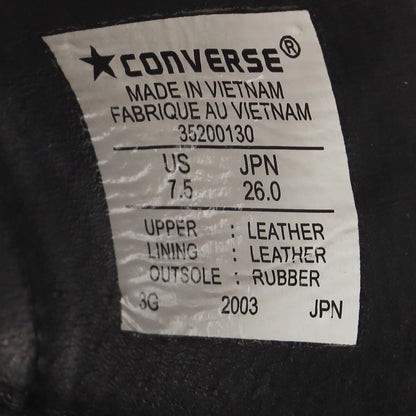 ★CONVERSE®
MADE IN VIETNAM
FABRIQUE AU VIETNAM
35200130
US JPN
7.5 26.0
UPPER : LEATHER
LINING : LEATHER
OUTSOLE : RUBBER
3G 2003 JPN